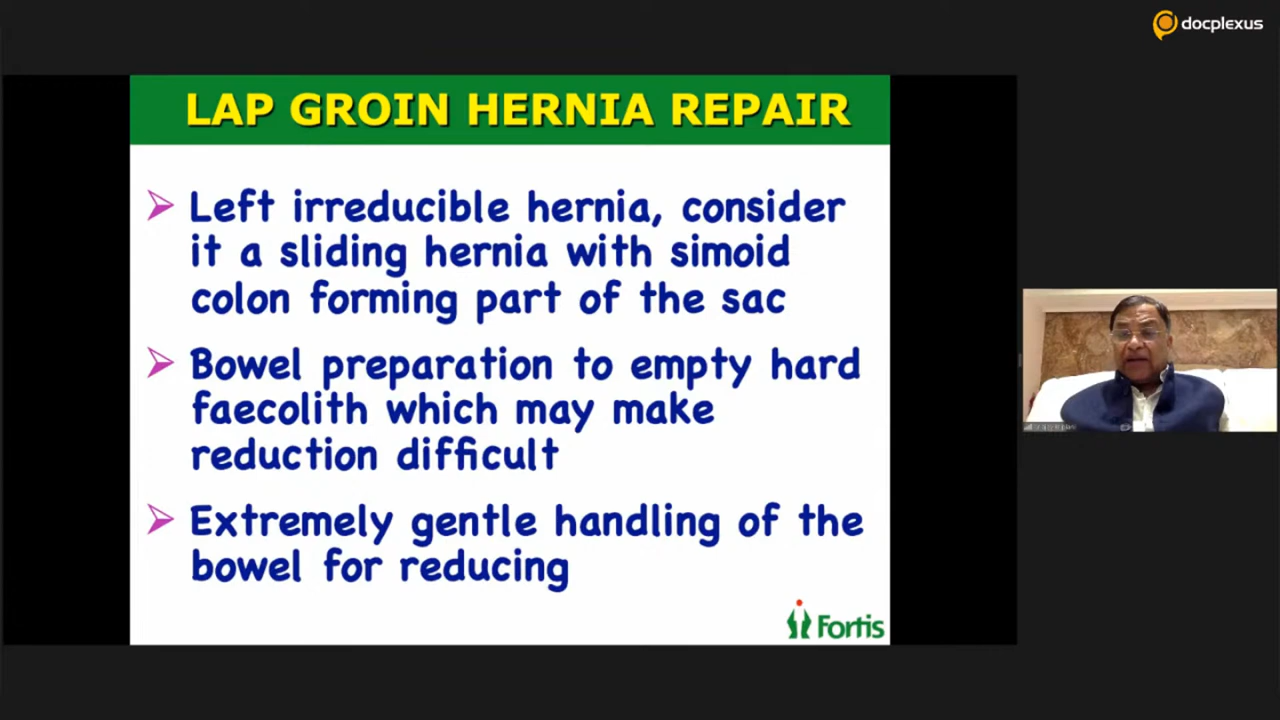 docplexus
LAP GROIN HERNIA REPAIR
Left irreducible hernia, consider
it a sliding hernia with simoid
colon forming part of the sac
Bowel preparation to empty hard
faecolith which may make
reduction difficult
Extremely gentle handling of the
bowel for reducing
Fortis